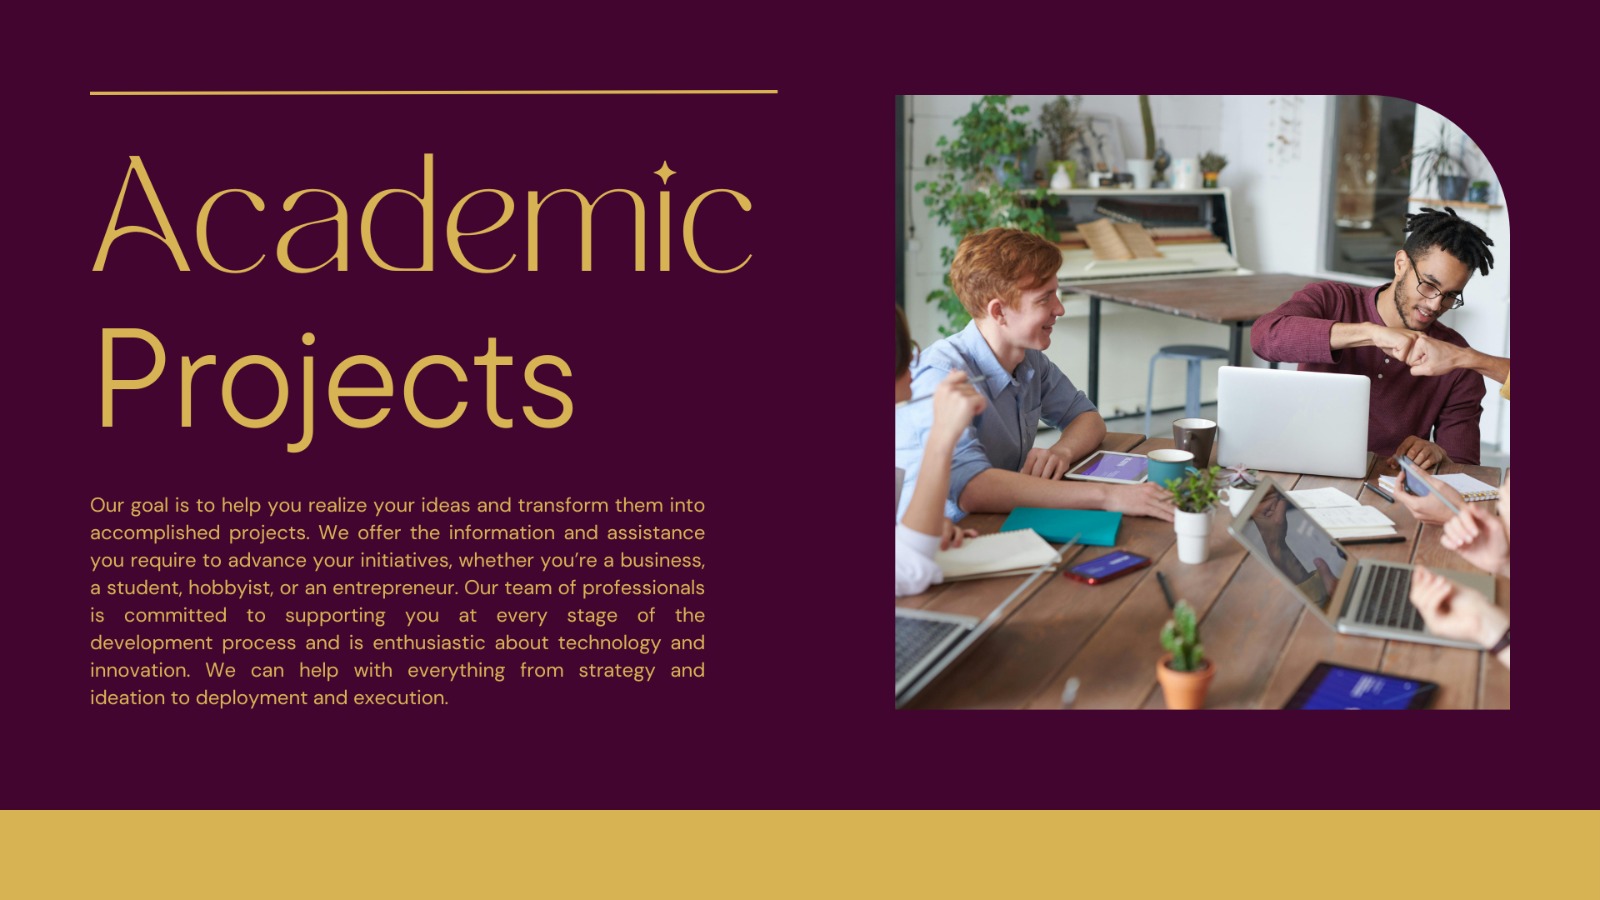 Academic
Projects
Our goal is to help you realize your ideas and transform them into
accomplished projects. We offer the information and assistance
you require to advance your initiatives, whether you’re a business,
a student, hobbyist, or an entrepreneur. Our team of professionals
is committed to supporting you at every stage of the
development process and is enthusiastic about technology and
innovation. We can help with everything from strategy and
ideation to deployment and execution.